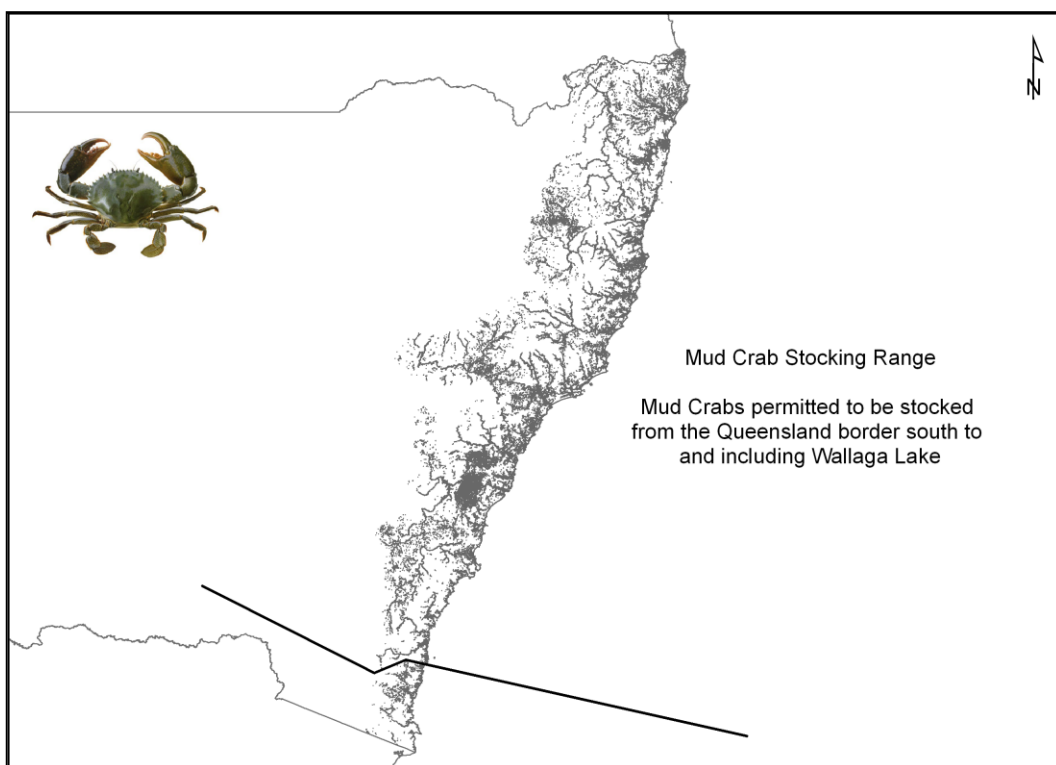 N
Mud Crab Stocking Range
Mud Crabs permitted to be stocked
from the Queensland border south to
and including Wallaga Lake